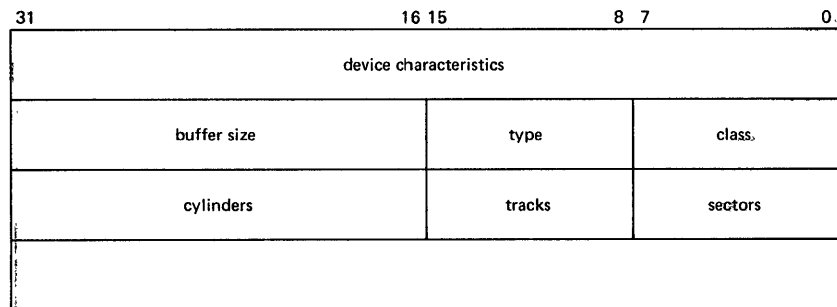 31 16 15 8 7 0
device characteristics
buffer size type class
cylinders tracks sectors